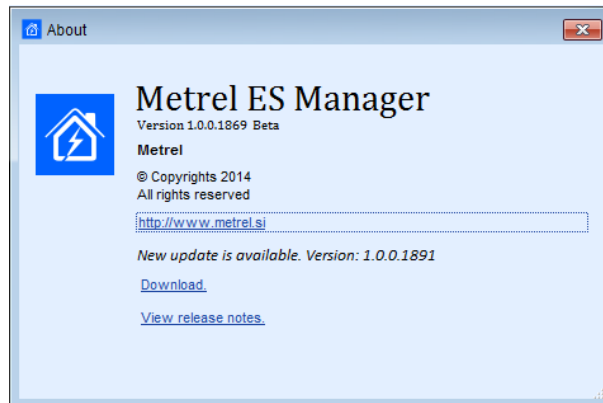 About
Metrel ES Manager
Version 1.0.0.1869 Beta
Metrel
© Copyrights 2014
All rights reserved
http://www.metrel.si
New update is available. Version: 1.0.0.1891
Download.
View release notes.